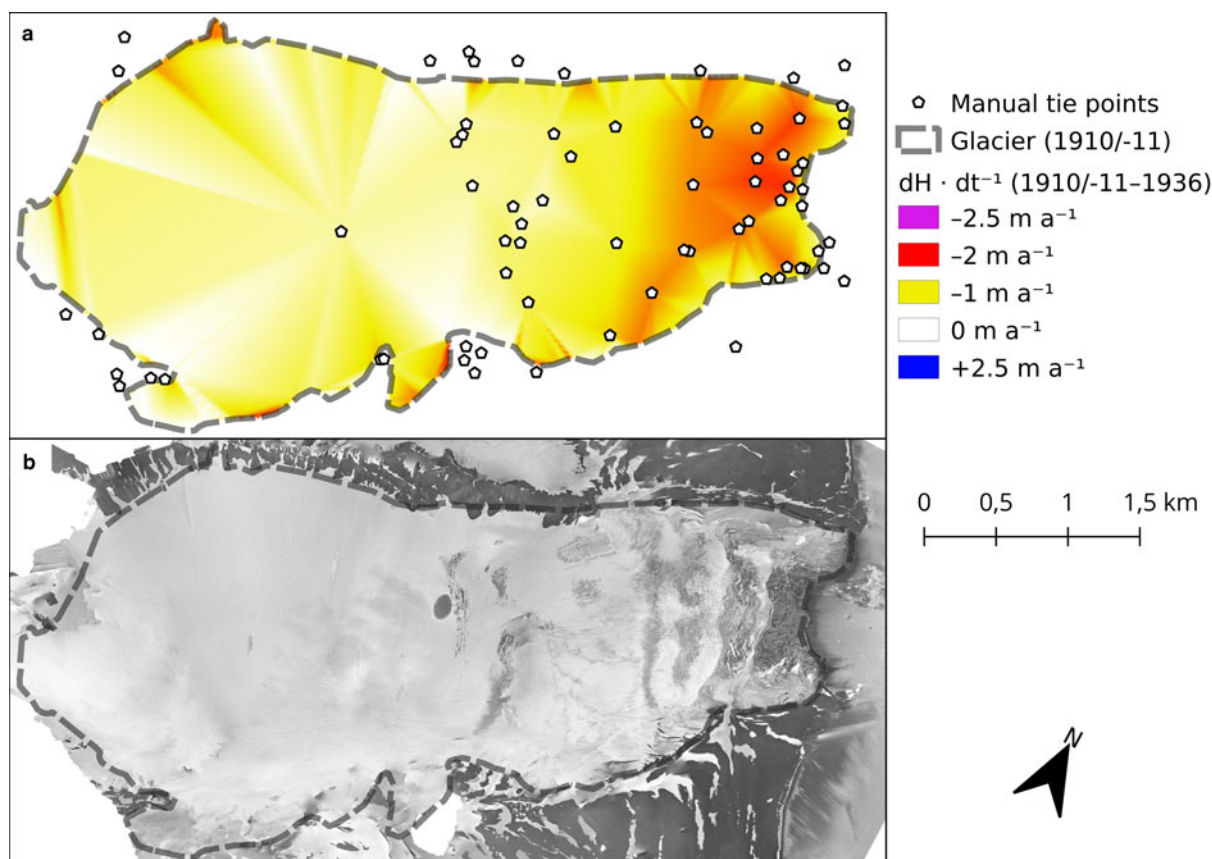 a
Manual tie points
Glacier (1910/-11)
dH · dt⁻¹ (1910/-11–1936)
–2.5 m a⁻¹
–2 m a⁻¹
–1 m a⁻¹
0 m a⁻¹
+2.5 m a⁻¹
b
0 0,5 1 1,5 km
N